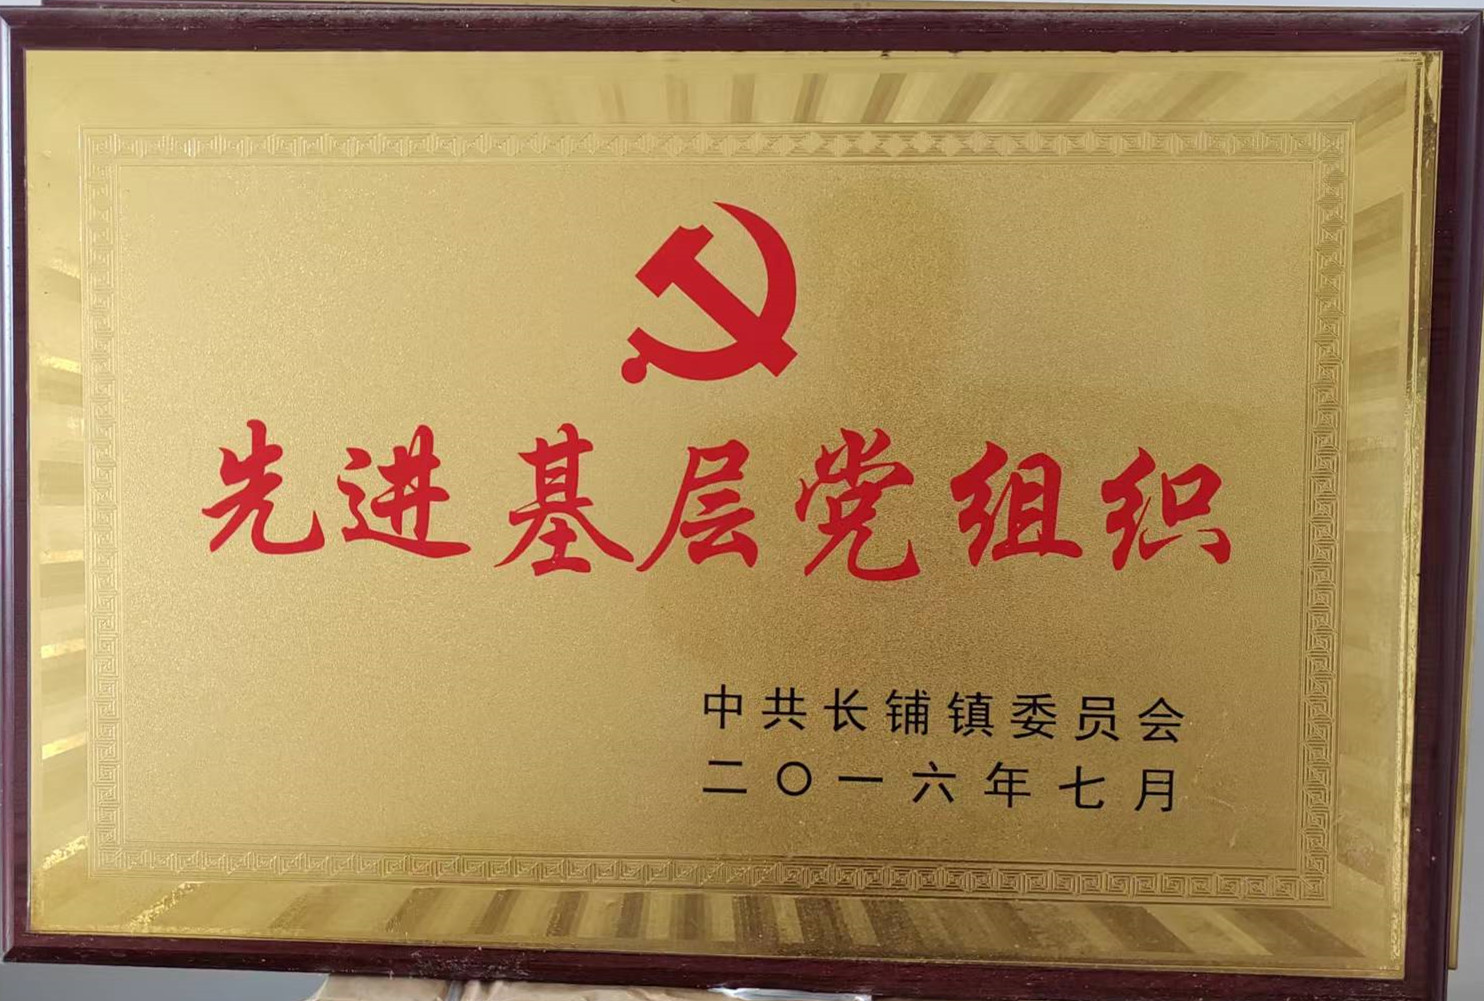 先进基层党组织
中共长铺镇委员会
二〇一六年七月